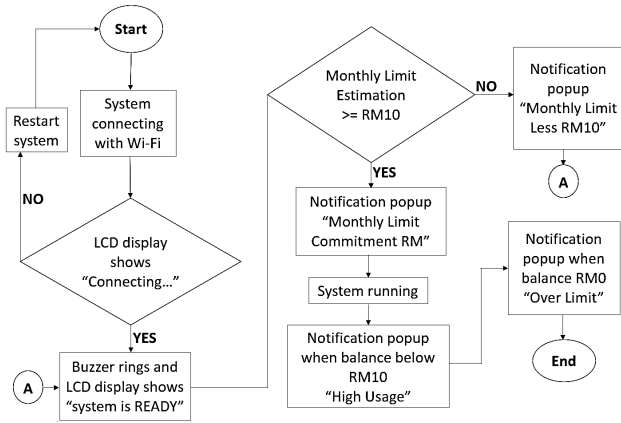 Start
System
connecting
with Wi-Fi
Restart
system
NO
LCD display
shows
“Connecting...”
YES
A
Buzzer rings and
LCD display shows
“system is READY”
Monthly Limit
Estimation
>= RM10
NO
Notification
popup
“Monthly Limit
Less RM10”
A
YES
Notification popup
“Monthly Limit
Commitment RM”
System running
Notification popup
when balance below
RM10
“High Usage”
Notification
popup when
balance RM0
“Over Limit”
End